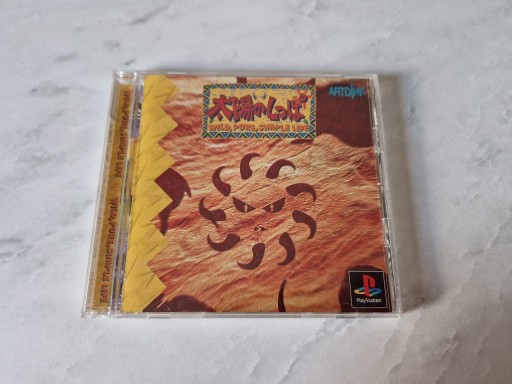 太陽のしっぽ
WILD, PURE, SIMPLE LIFE
ARTDINK
PlayStation